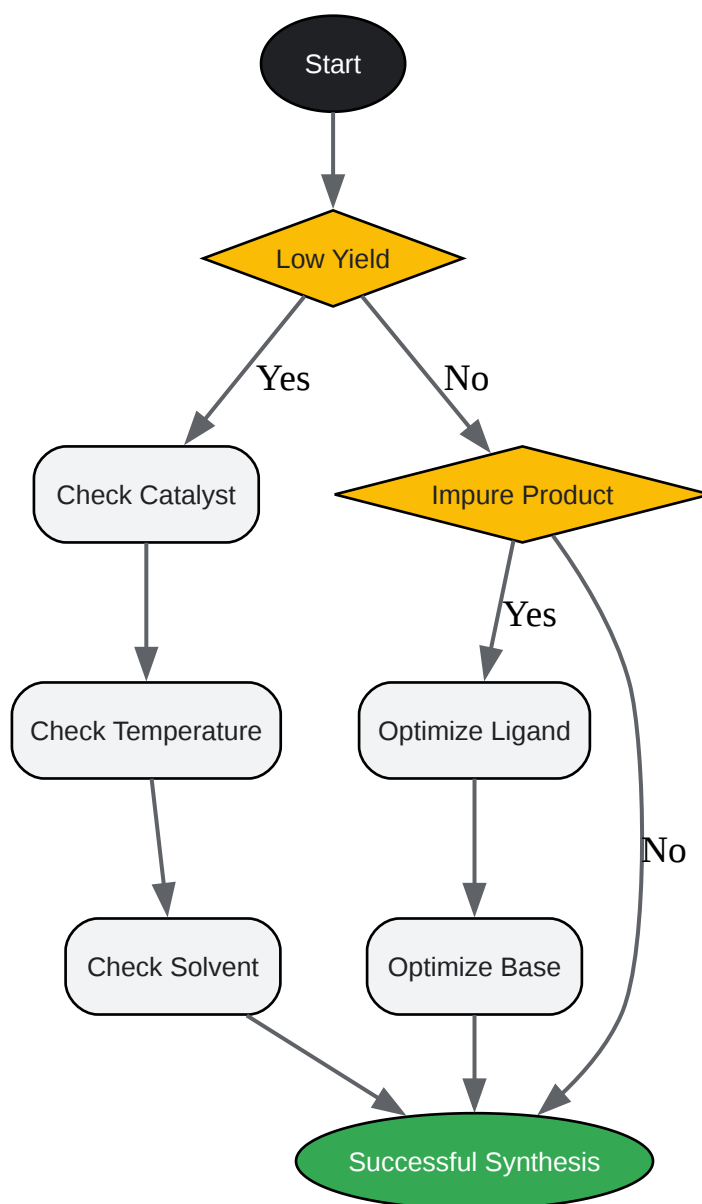 Start
Low Yield
Yes
No
Check Catalyst
Impure Product
Yes
Check Temperature
Optimize Ligand
No
Check Solvent
Optimize Base
Successful Synthesis